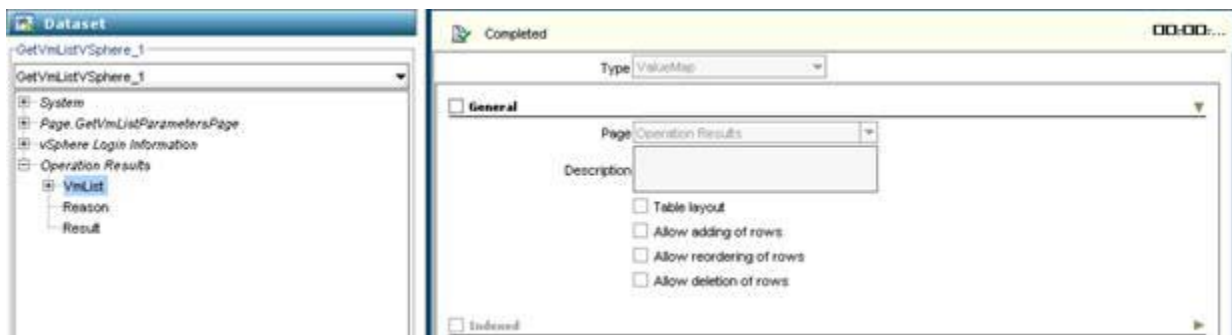 Dataset
GetVmListVSphere_1
GetVmListVSphere_1
System
Page.GetVmListParametersPage
vSphere Login Information
Operation Results
VmList
Reason
Result
Completed
Type ValueMap
General
Page Operation Results
Description
Table layout
Allow adding of rows
Allow reordering of rows
Allow deletion of rows
Indexed